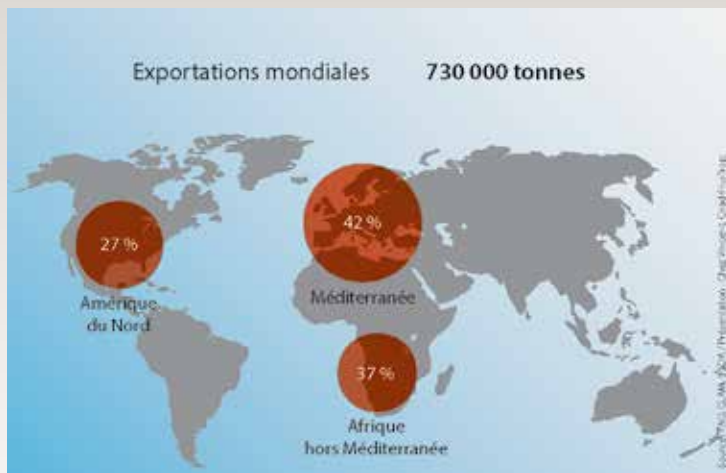 Exportations mondiales 730 000 tonnes
27 %
Amérique
du Nord
42 %
Méditerranée
37 %
Afrique
hors Méditerranée